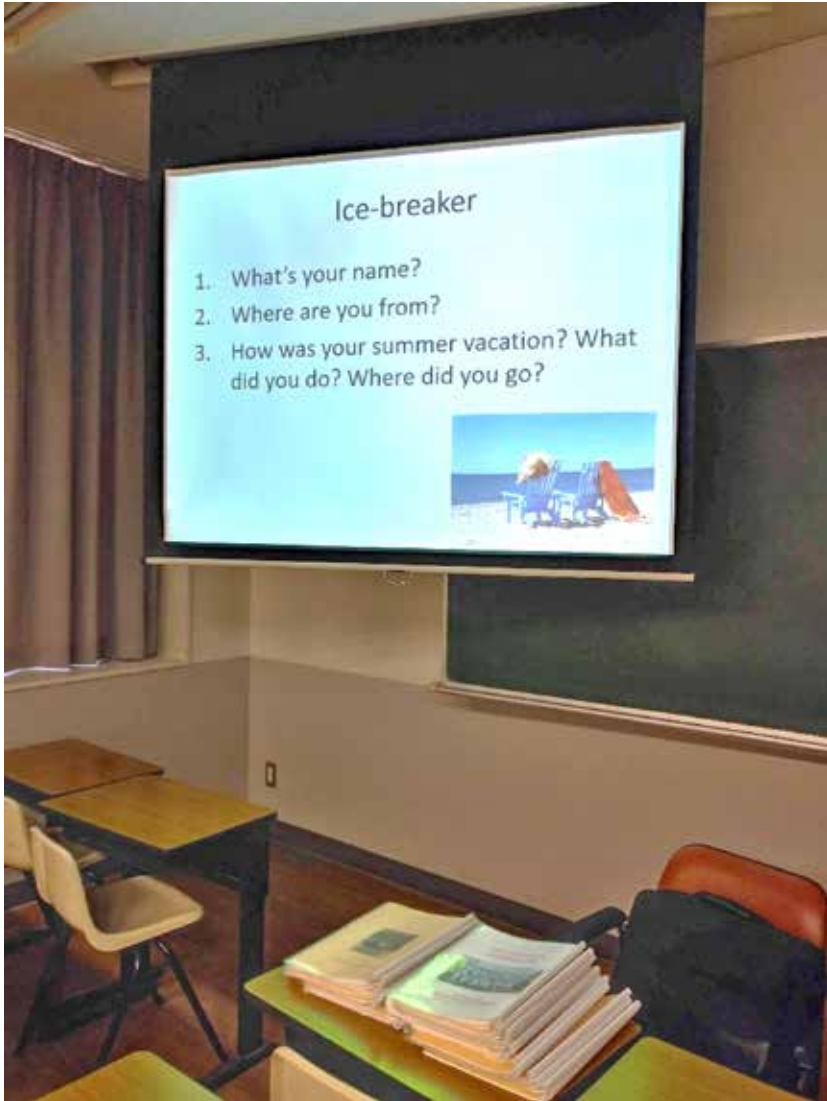 Ice-breaker
1. What's your name?
2. Where are you from?
3. How was your summer vacation? What
did you do? Where did you go?